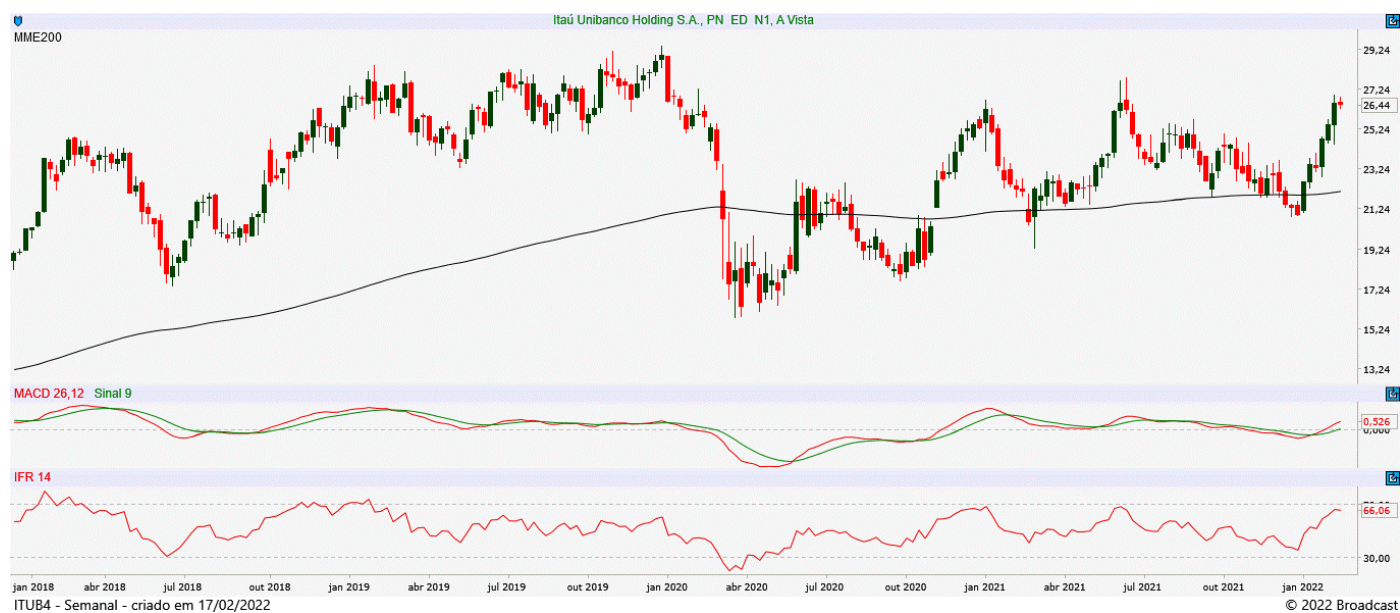 Itaú Unibanco Holding S.A., PN ED N1, A Vista
MME200
29,24
27,24
26,44
25,24
23,24
21,24
19,24
17,24
15,24
13,24
MACD 26,12 Sinal 9
0,526
0,000
IFR 14
66,06
30,00
jan 2018 abr 2018 jul 2018 out 2018 jan 2019 abr 2019 jul 2019 out 2019 jan 2020 abr 2020 jul 2020 out 2020 jan 2021 abr 2021 jul 2021 out 2021 jan 2022
ITUB4 - Semanal - criado em 17/02/2022 © 2022 Broadcast